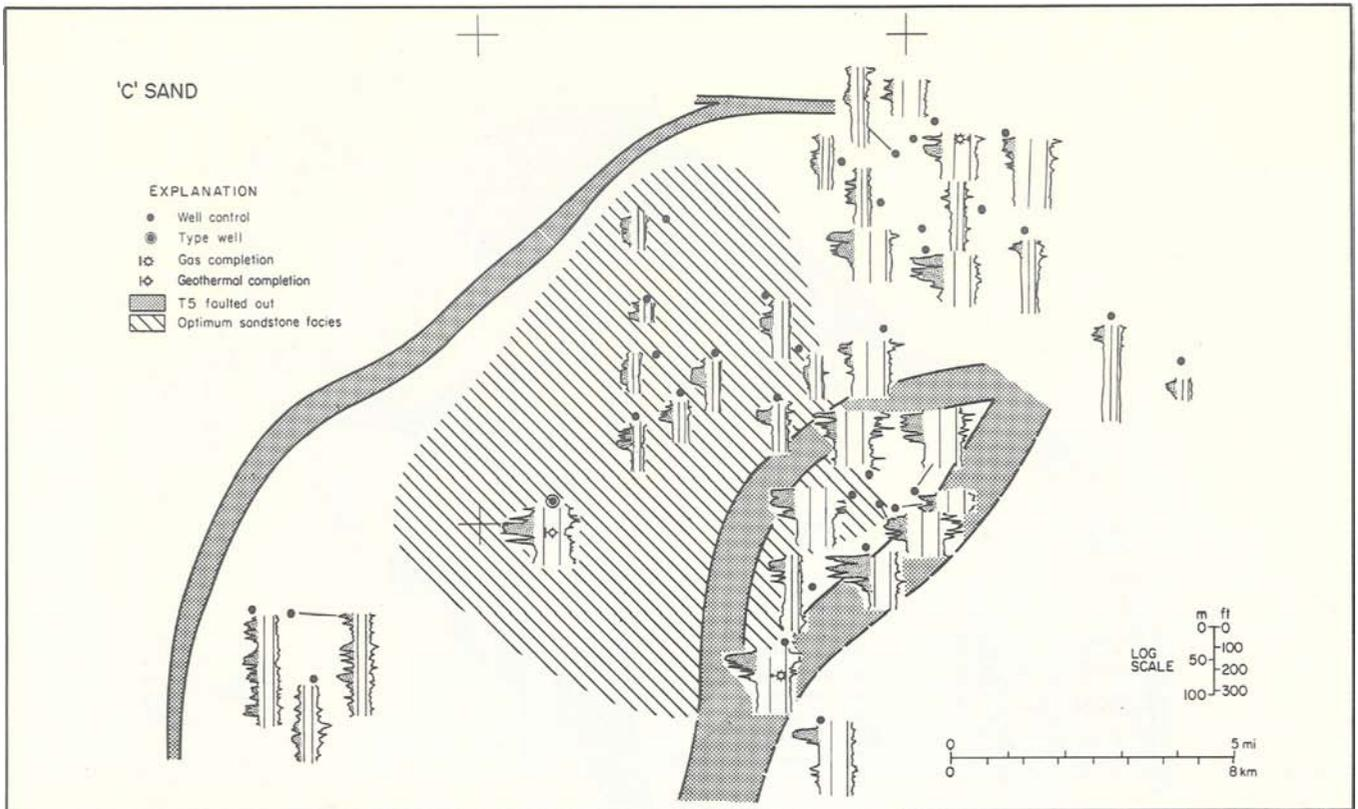 'C' SAND
EXPLANATION
Well control
Type well
Gas completion
Geothermal completion
T5 faulted out
Optimum sandstone facies
m ft
0 0
100
50
200
100 300
LOG
SCALE
0 5 mi
0 8 km